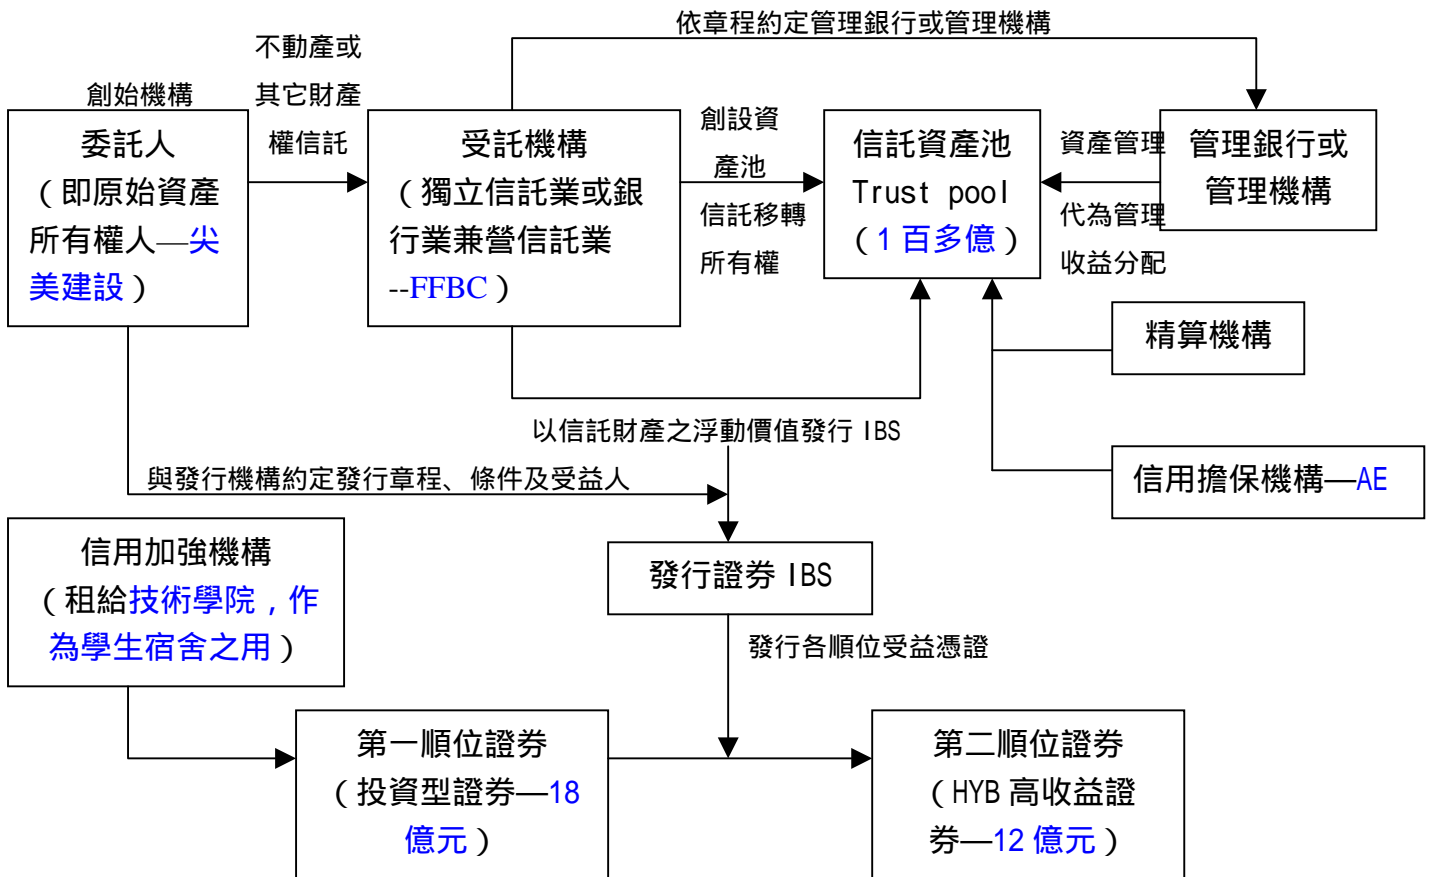 依章程約定管理銀行或管理機構
不動產或
其它財產
權信託
創始機構
委託人
（即原始資產
所有權人—尖
美建設）
受託機構
（獨立信託業或銀
行業兼營信託業
--FFBC）
創設資
產池
信託移轉
所有權
信託資產池
Trust pool
（1 百多億）
資產管理
代為管理
收益分配
管理銀行或
管理機構
精算機構
信用擔保機構—AE
以信託財產之浮動價值發行 IBS
與發行機構約定發行章程、條件及受益人
信用加強機構
（租給技術學院，作
為學生宿舍之用）
發行證券 IBS
發行各順位受益憑證
第一順位證券
（投資型證券—18
億元）
第二順位證券
（HYB 高收益證
券—12 億元）